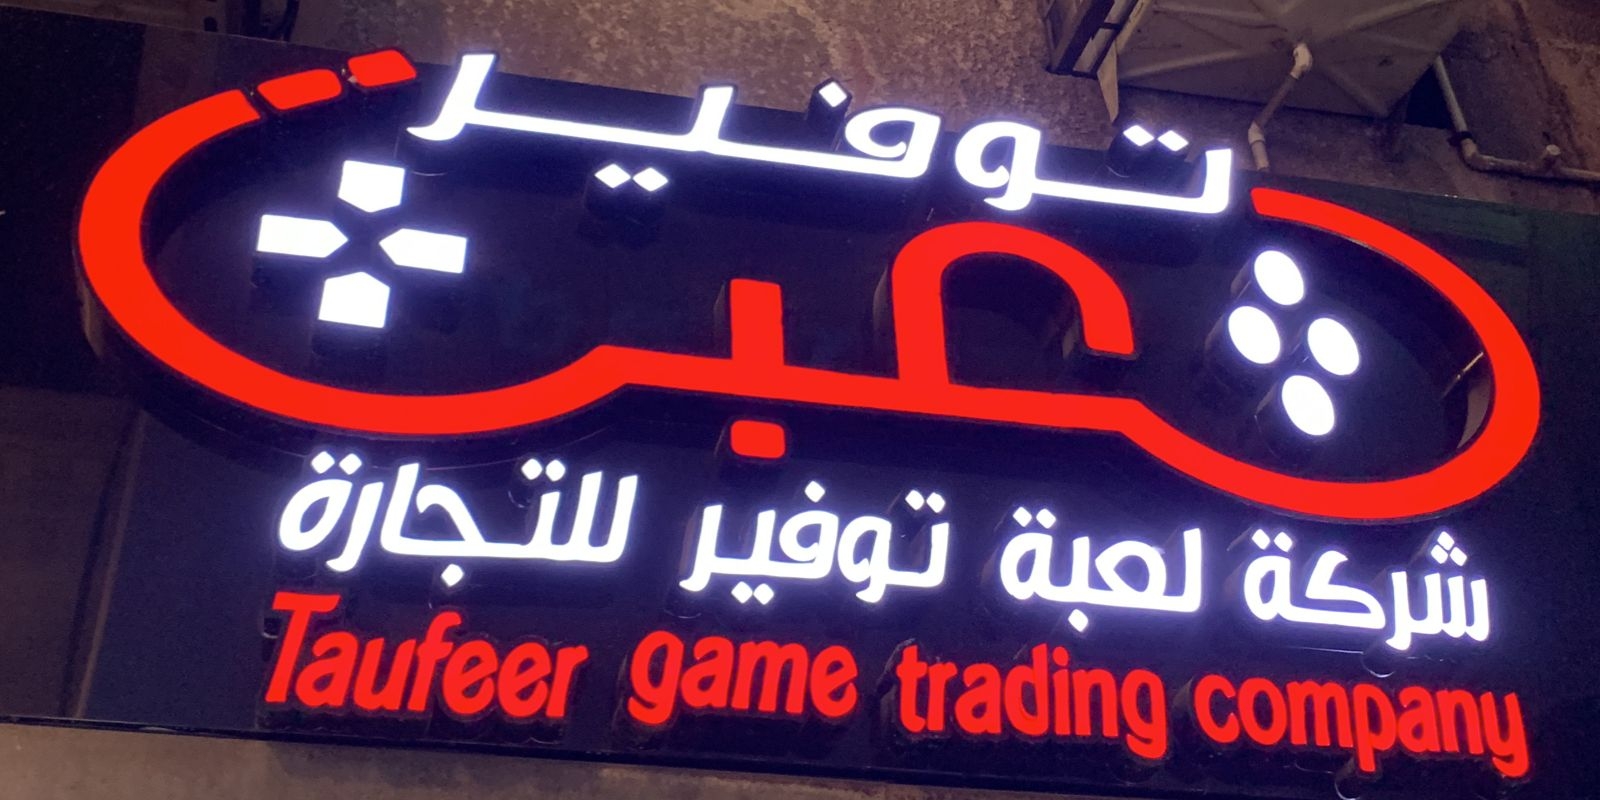 توفير
لعبة
شركة لعبة توفير للتجارة
Taufeer game trading company